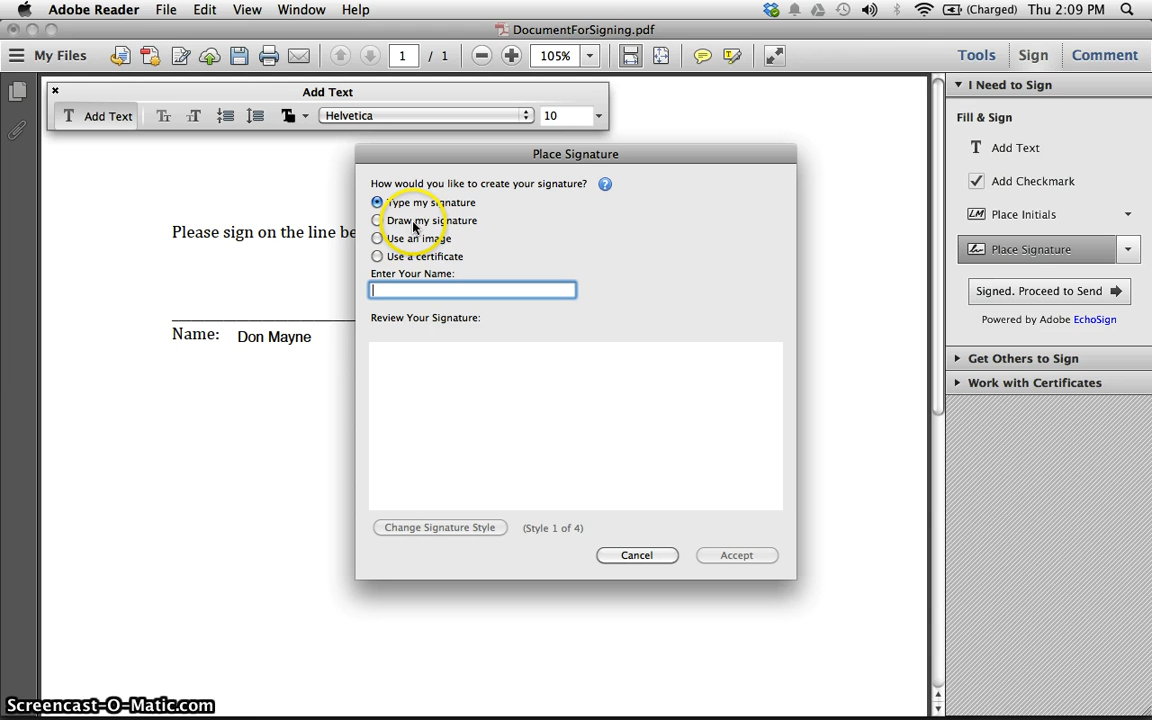 Adobe Reader File Edit View Window Help (Charged) Thu 2:09 PM
DocumentForSigning.pdf
My Files 1 / 1 105% Tools Sign Comment
Add Text
Add Text Helvetica 10
Please sign on the line be
Name: Don Mayne
Place Signature
How would you like to create your signature? ?
Type my signature
Draw my signature
Use an image
Use a certificate
Enter Your Name:
Review Your Signature:
Change Signature Style (Style 1 of 4)
Cancel Accept
I Need to Sign
Fill & Sign
T Add Text
Add Checkmark
LM Place Initials
Place Signature
Signed. Proceed to Send
Powered by Adobe EchoSign
Get Others to Sign
Work with Certificates
Screencast-O-Matic.com